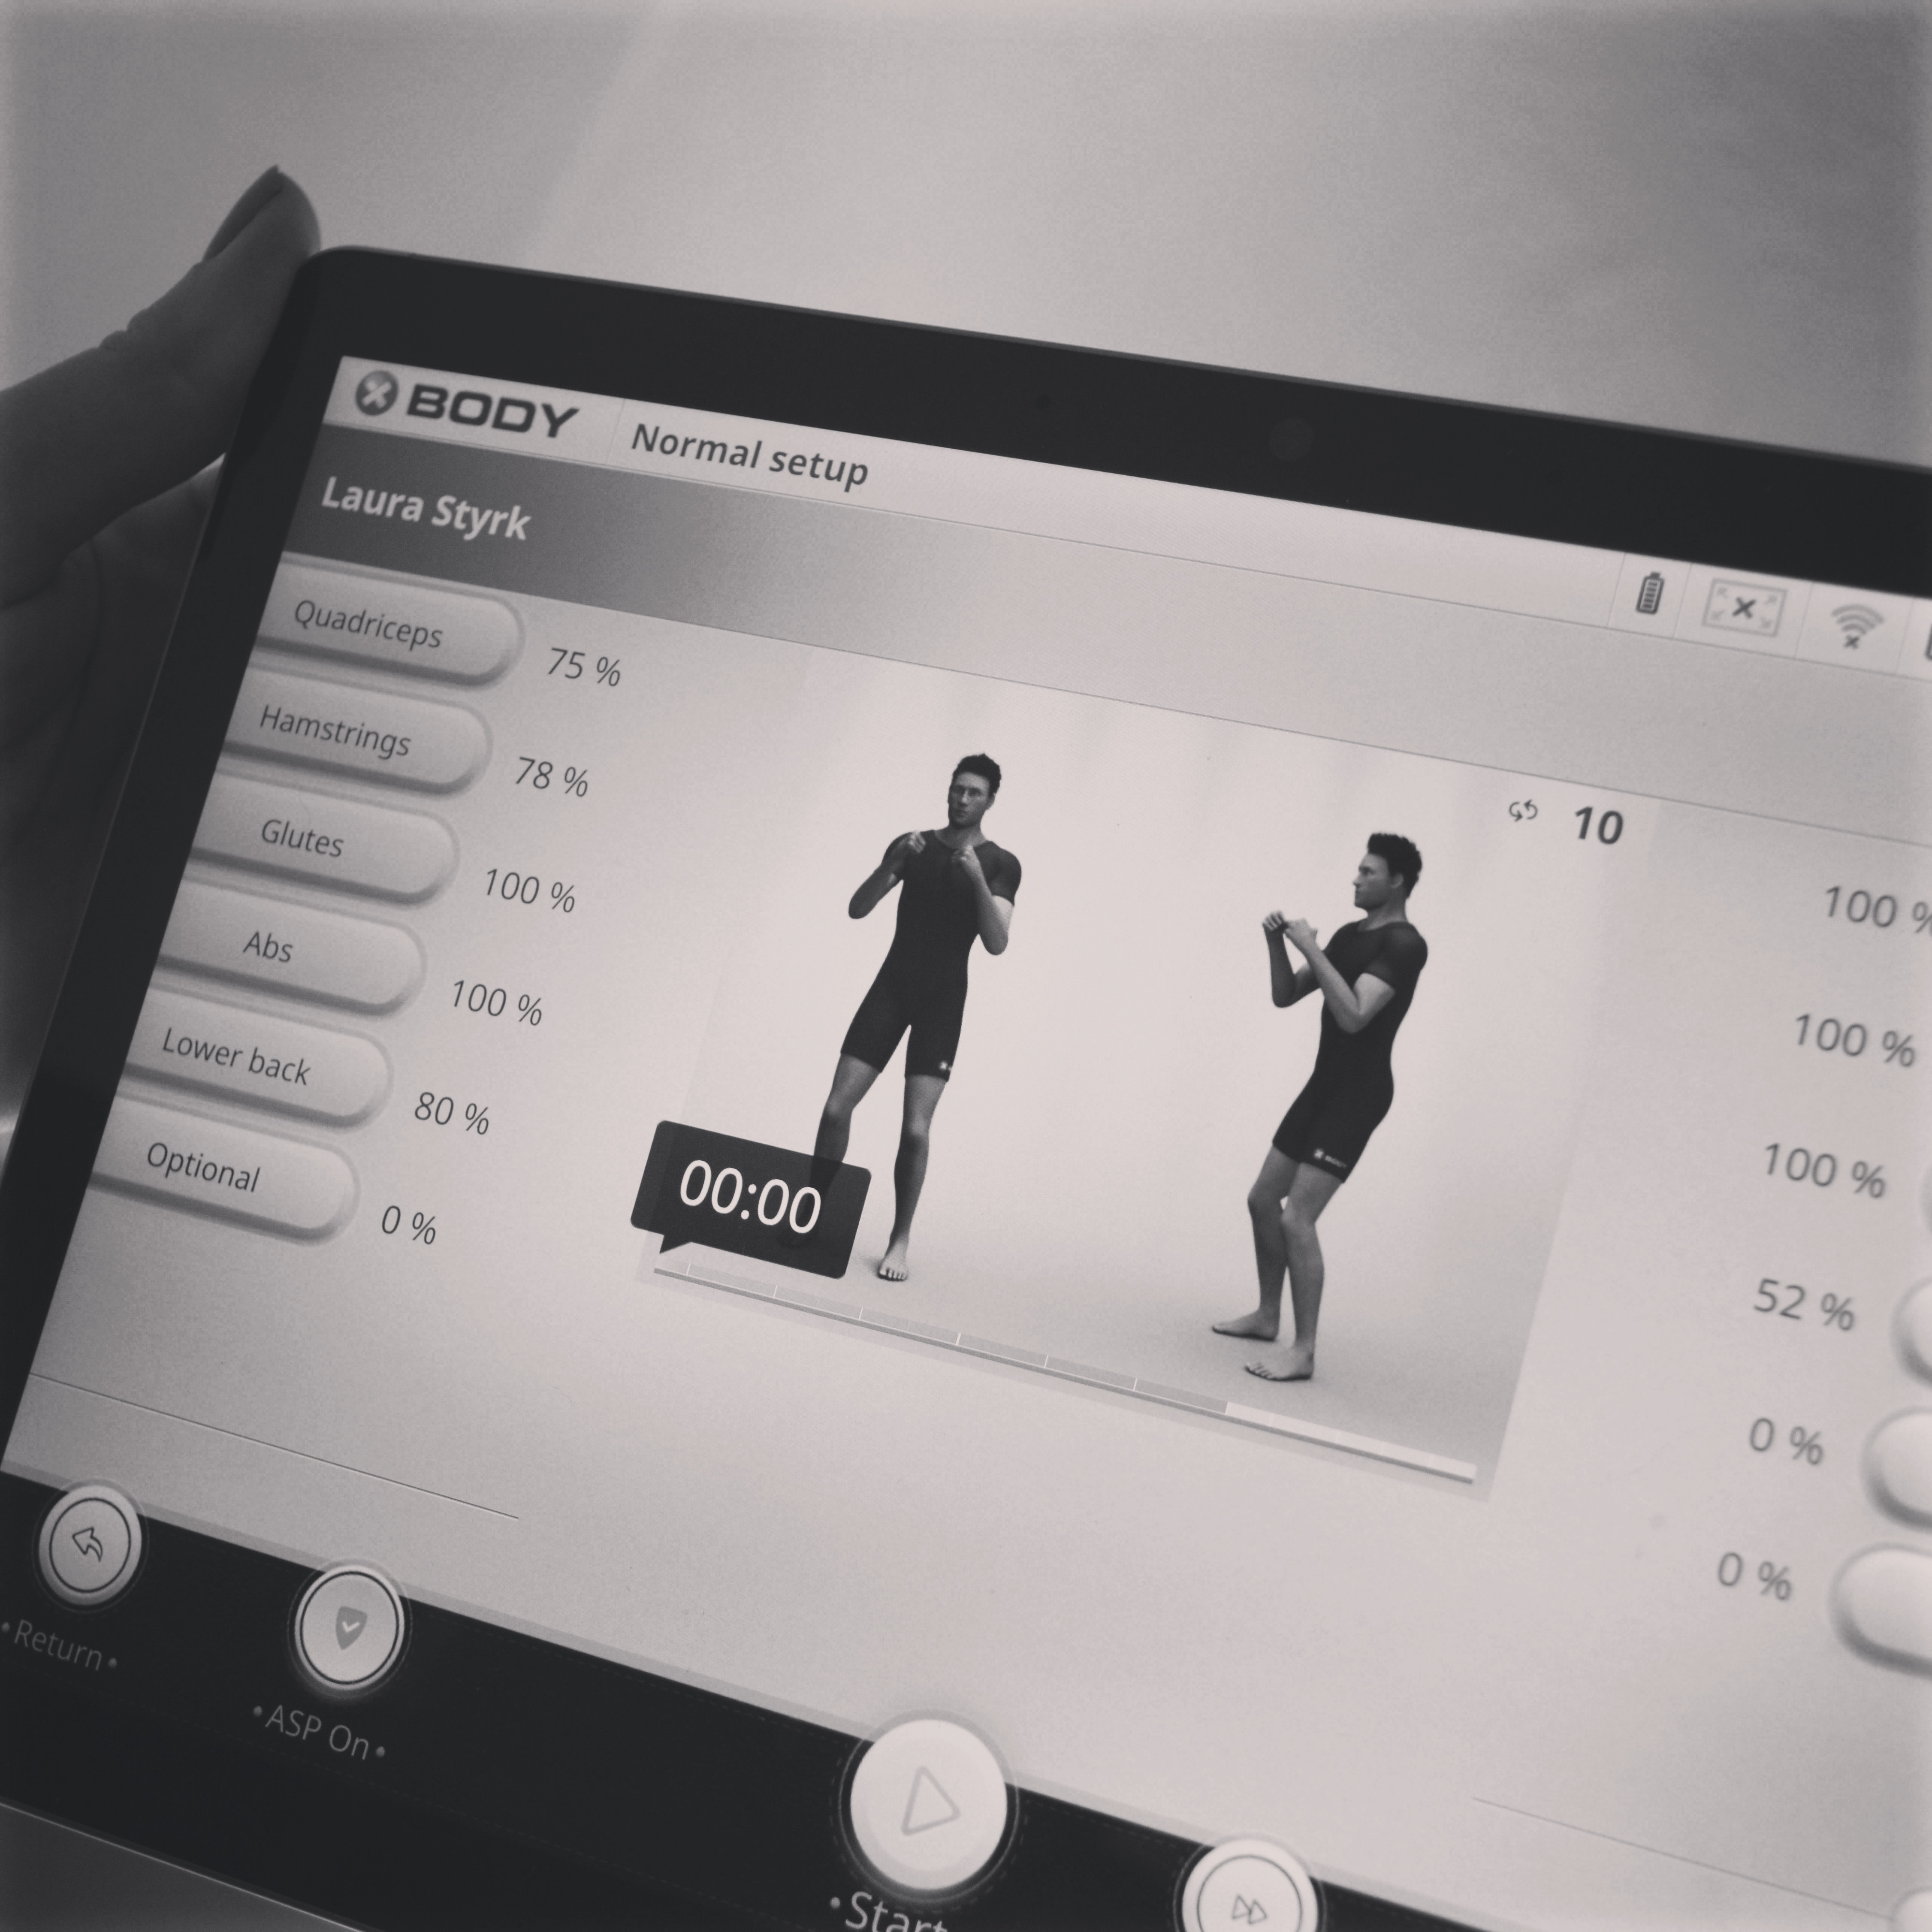 BODY
Normal setup
Laura Styrk
Quadriceps 75 %
Hamstrings 78 %
Glutes 100 %
Abs 100 %
Lower back 80 %
Optional 0 %
10
00:00
100 %
100 %
100 %
52 %
0 %
0 %
• Return •
• ASP On •
• Start